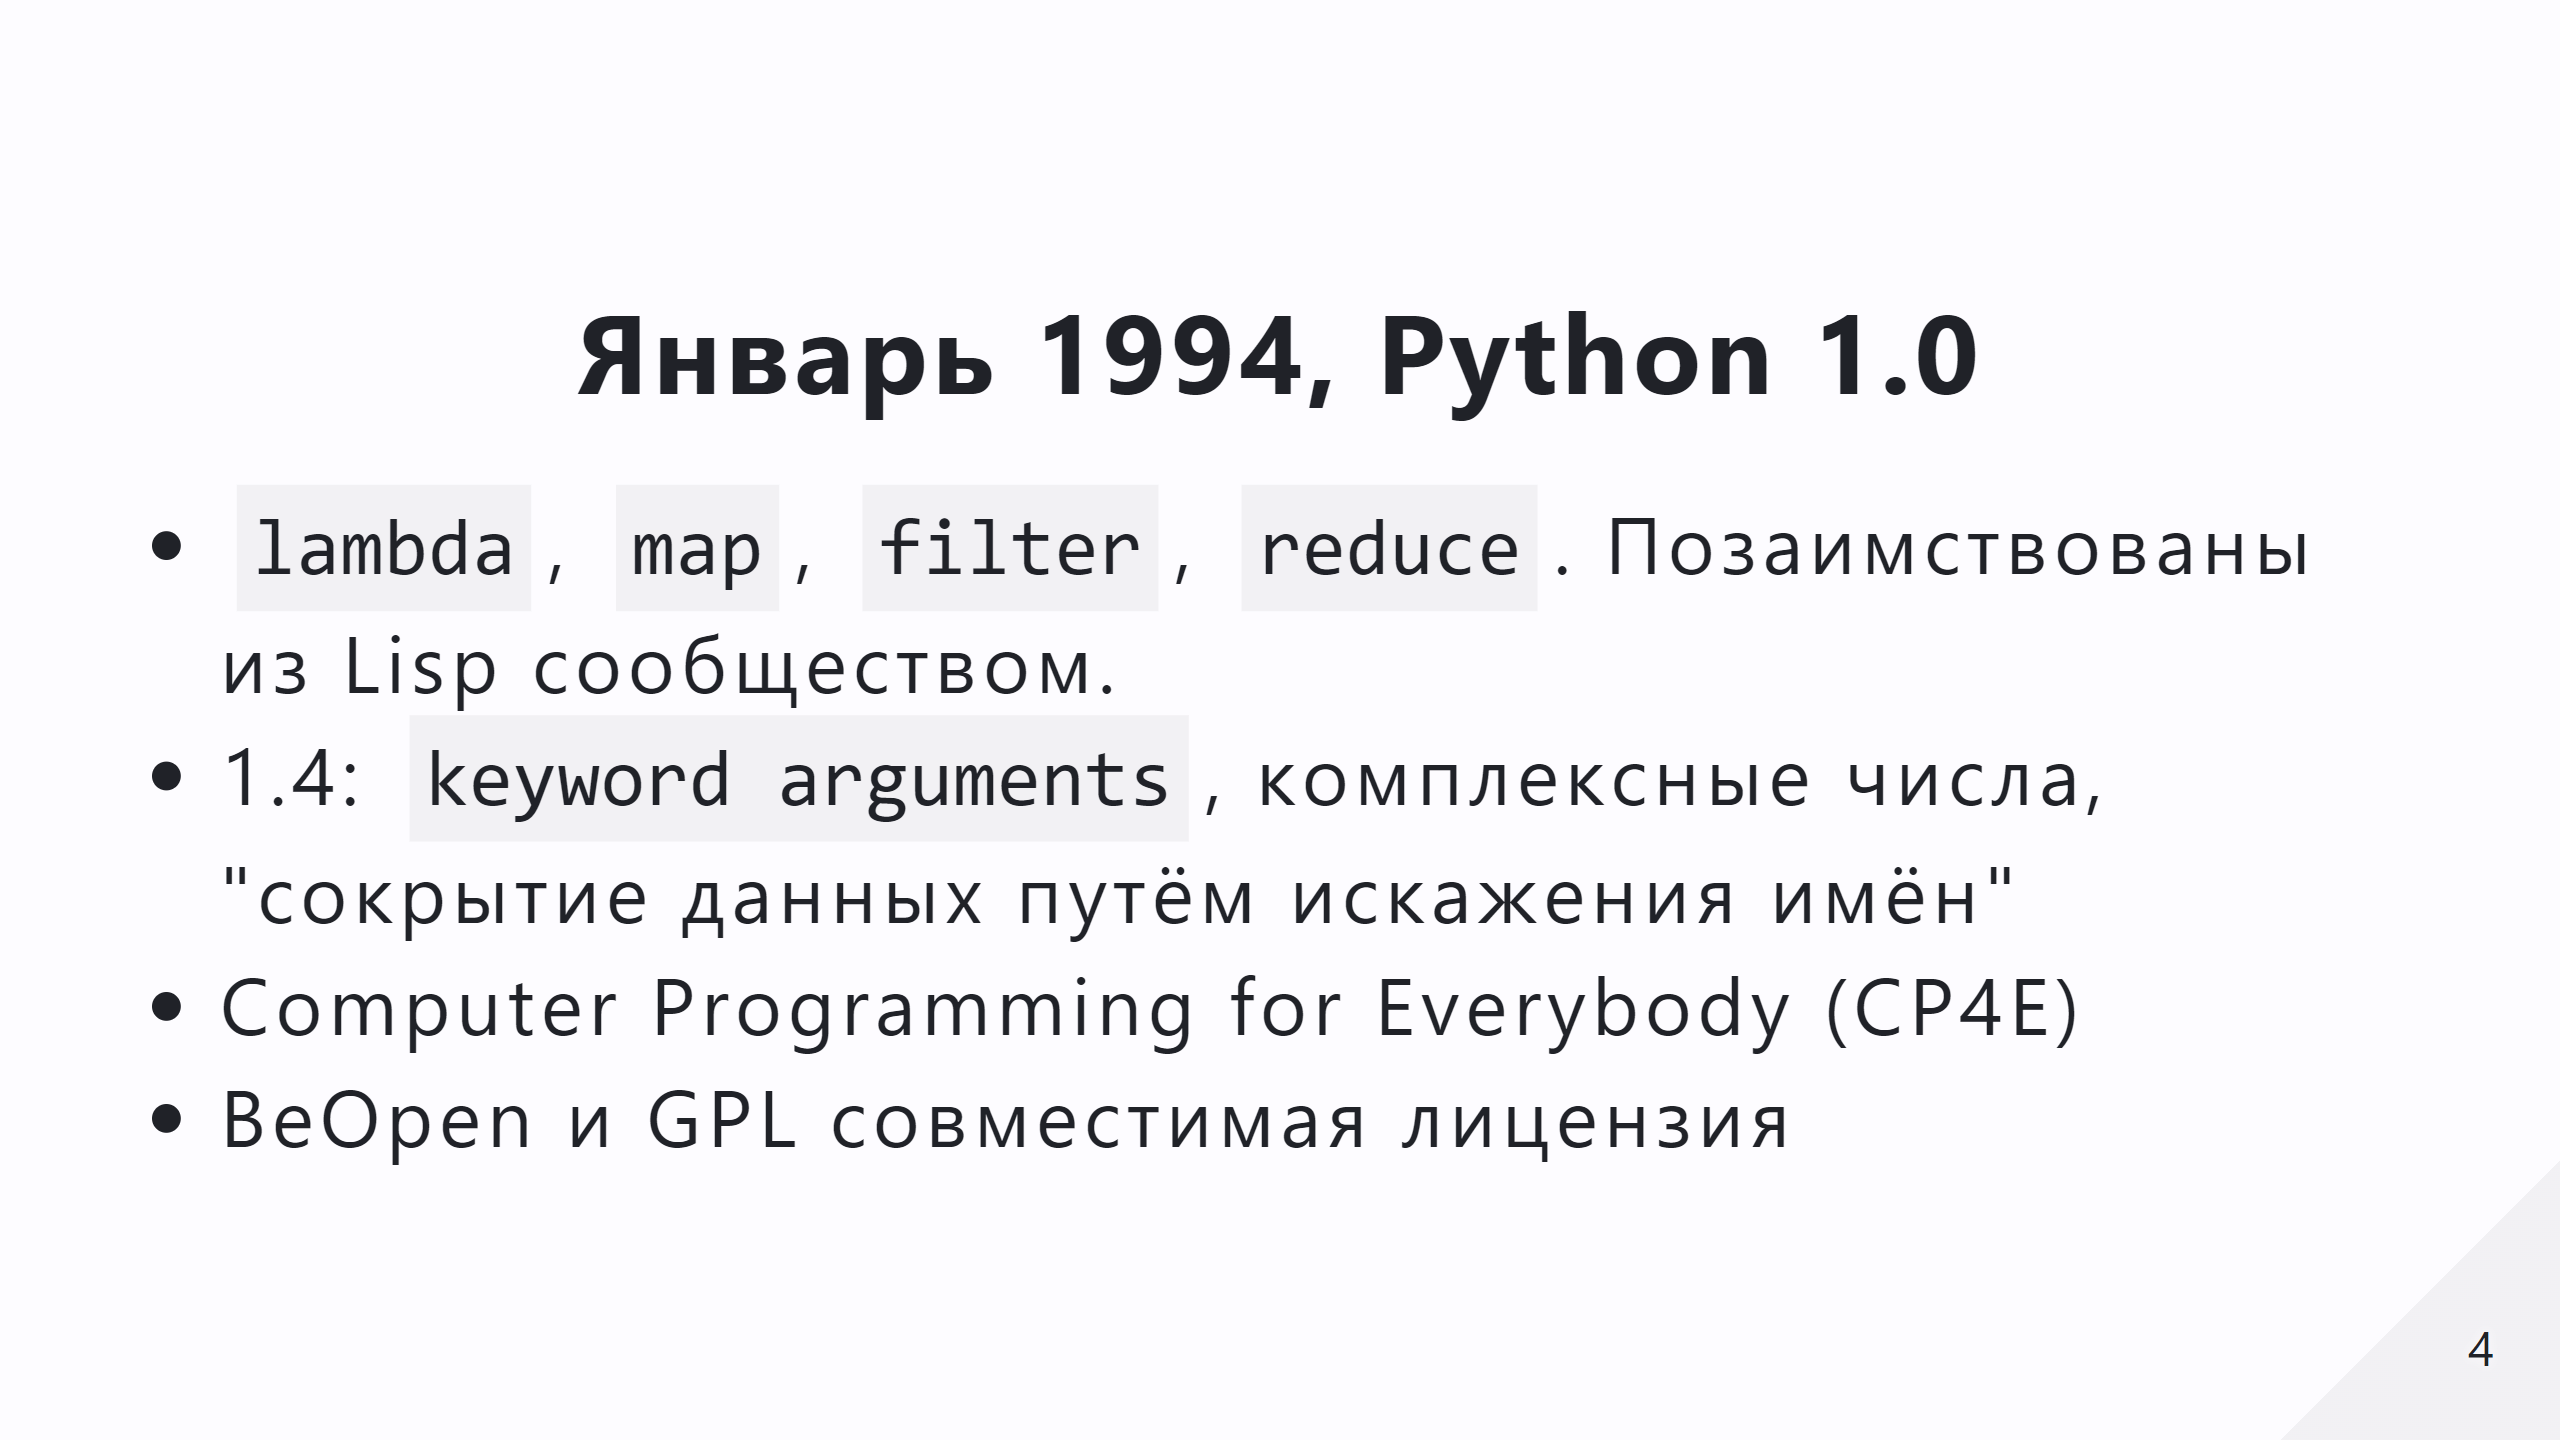 Январь 1994, Python 1.0
• lambda , map , filter , reduce . Позаимствованы
из Lisp сообществом.
• 1.4: keyword arguments , комплексные числа,
"сокрытие данных путём искажения имён"
• Computer Programming for Everybody (CP4E)
• BeOpen и GPL совместимая лицензия
4